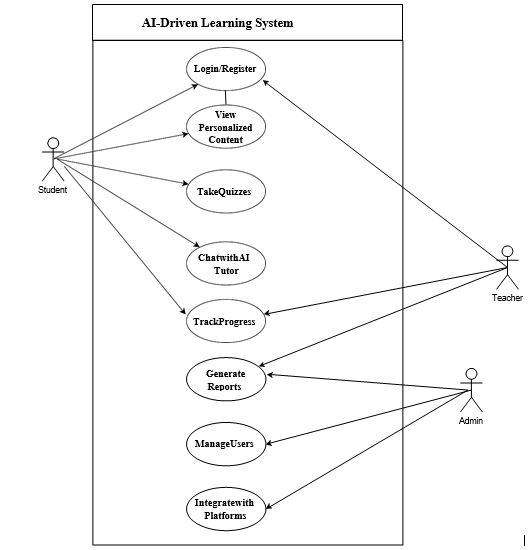 AI-Driven Learning System
Login/Register
View
Personalized
Content
TakeQuizzes
Student
ChatwithAI
Tutor
Teacher
TrackProgress
Generate
Reports
Admin
ManageUsers
Integratewith
Platforms